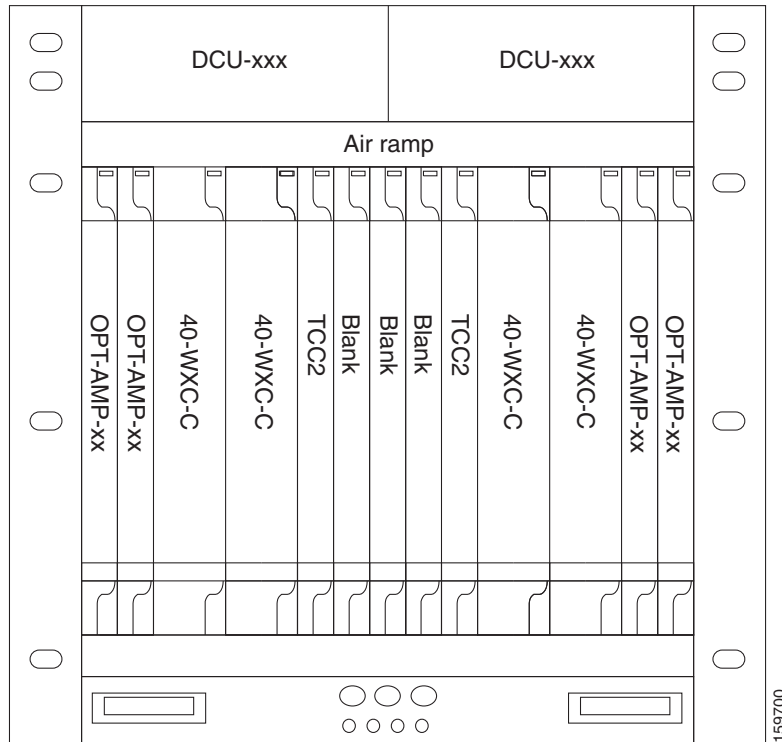 DCU-xxx
DCU-xxx
Air ramp
OPT-AMP-xx
OPT-AMP-xx
40-WXC-C
40-WXC-C
TCC2
Blank
Blank
Blank
TCC2
40-WXC-C
40-WXC-C
OPT-AMP-xx
OPT-AMP-xx
159700